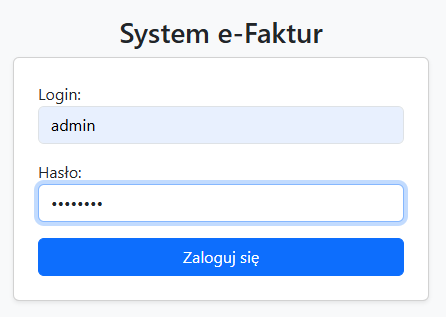 System e-Faktur
Login:
admin
Hasło:
••••••••
Zaloguj się